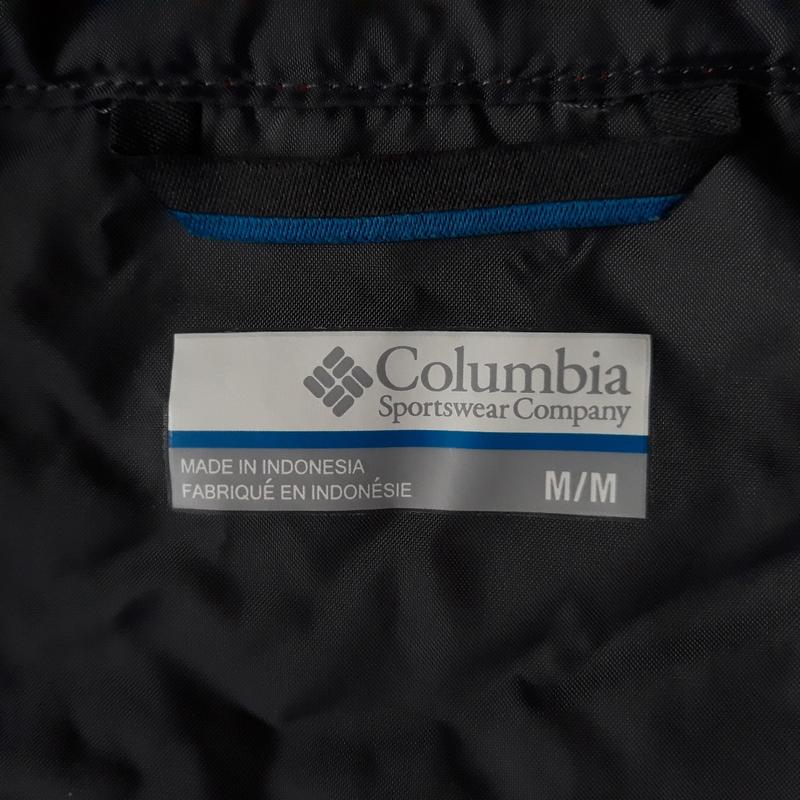 Columbia
Sportswear Company
MADE IN INDONESIA
FABRIQUÉ EN INDONÉSIE
M/M